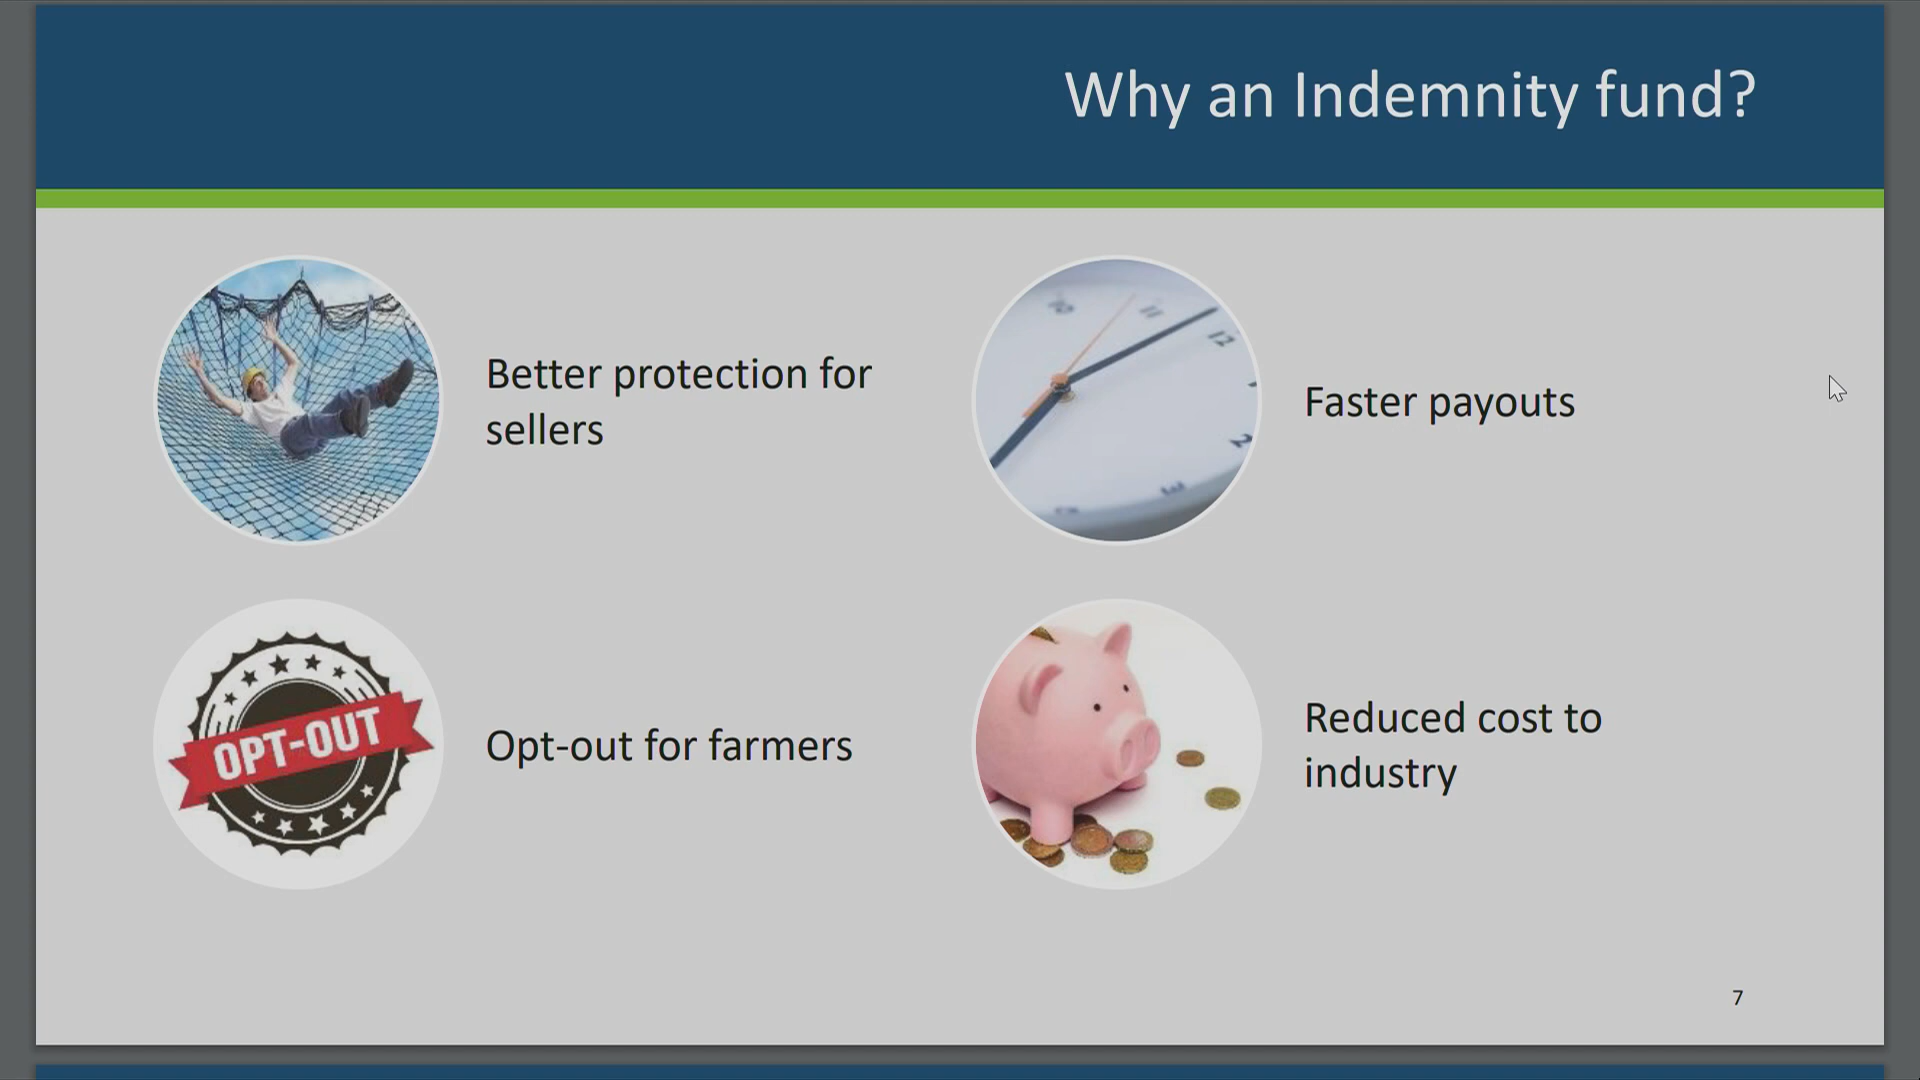 Why an Indemnity fund?
Better protection for
sellers
Faster payouts
OPT-OUT
Opt-out for farmers
Reduced cost to
industry
7